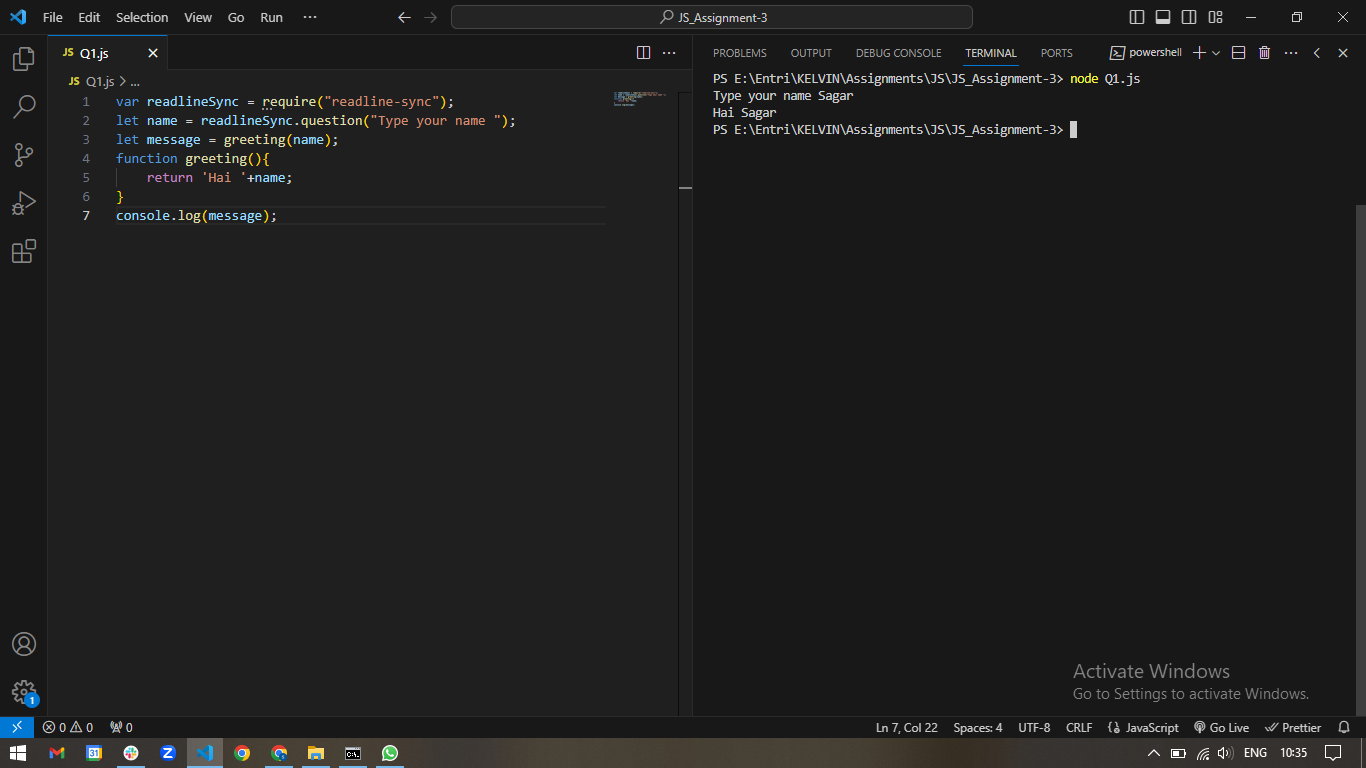 File Edit Selection View Go Run ··· ← → JS_Assignment-3
JS Q1.js ×
JS Q1.js > ...
1 var readlineSync = require("readline-sync");
2 let name = readlineSync.question("Type your name ");
3 let message = greeting(name);
4 function greeting(){
5     return 'Hai '+name;
6 }
7 console.log(message);
PROBLEMS OUTPUT DEBUG CONSOLE TERMINAL PORTS powershell
PS E:\Entri\KELVIN\Assignments\JS\JS_Assignment-3> node Q1.js
Type your name Sagar
Hai Sagar
PS E:\Entri\KELVIN\Assignments\JS\JS_Assignment-3>
Activate Windows
Go to Settings to activate Windows.
1
0 0 0 Ln 7, Col 22 Spaces: 4 UTF-8 CRLF {} JavaScript Go Live Prettier
31 Z C:\_ ENG 10:35